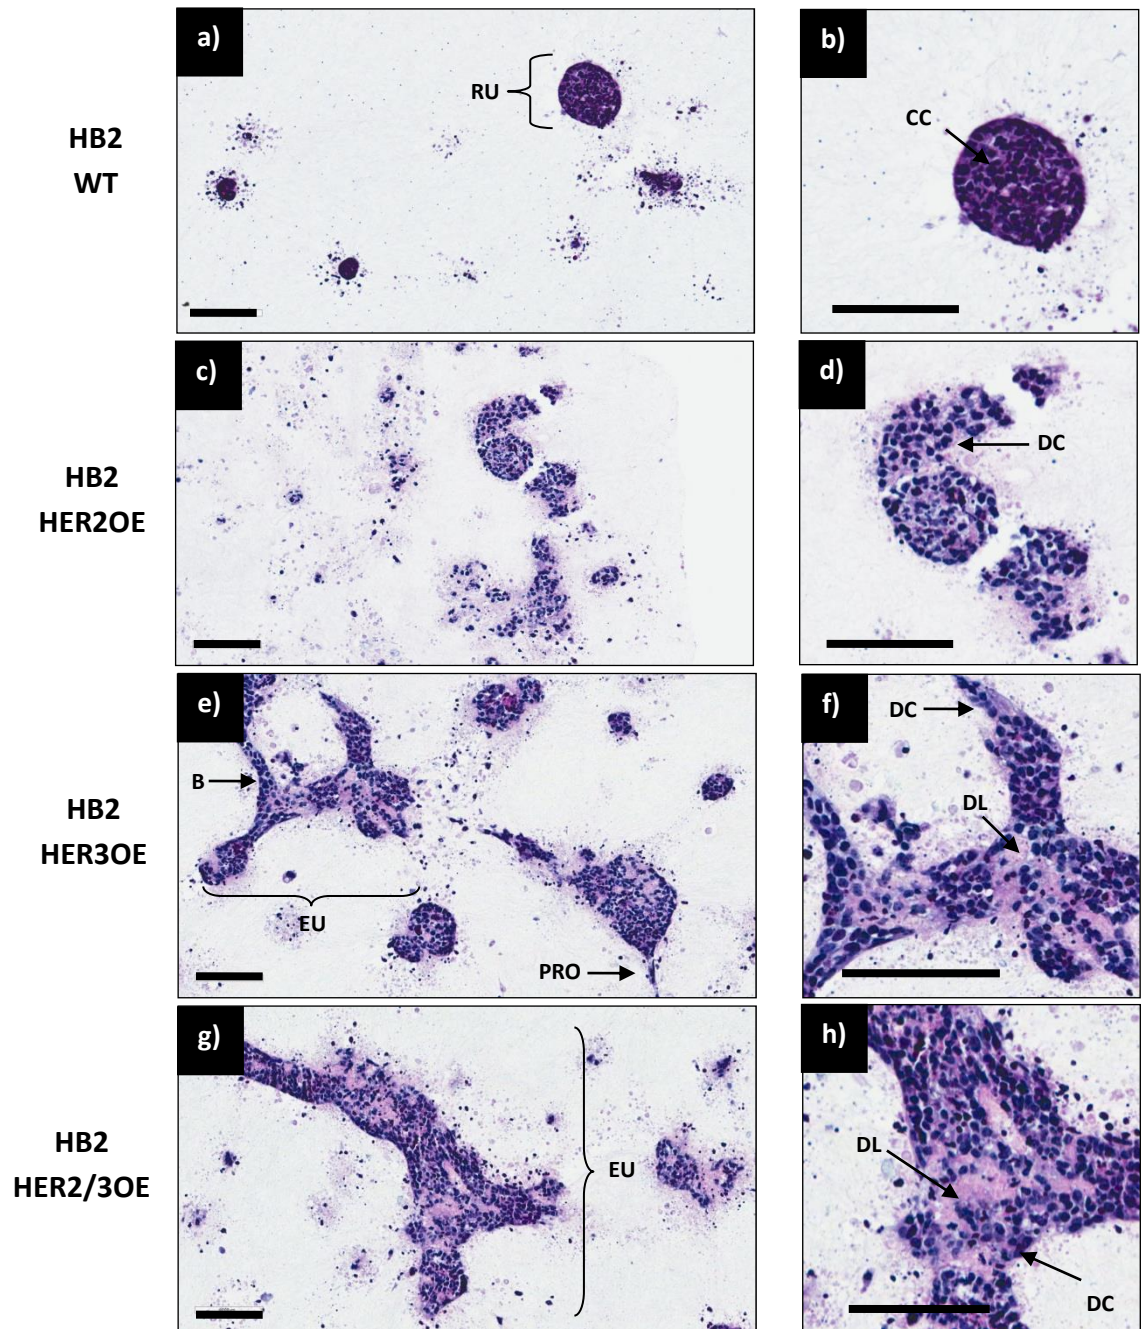 a)
b)
RU
CC
HB2
WT
c)
d)
DC
HB2
HER2OE
e)
f)
DC
B
DL
HB2
HER3OE
EU
PRO
g)
h)
DL
EU
HB2
HER2/3OE
DC